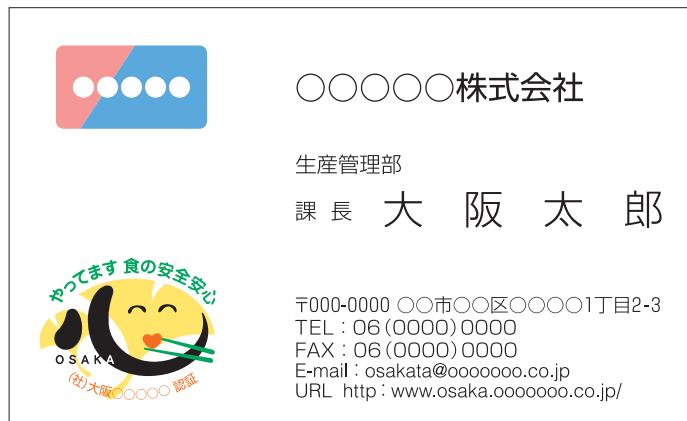 ●●●●●
○○○○○株式会社
生産管理部
課長 大阪太郎
やってます 食の安全安心
OSAKA
(社)大阪○○○○○ 認証
〒000-0000 ○○市○○区○○○○1丁目2-3
TEL：06(0000)0000
FAX：06(0000)0000
E-mail：osakata@ooooooo.co.jp
URL http：www.osaka.ooooooo.co.jp/